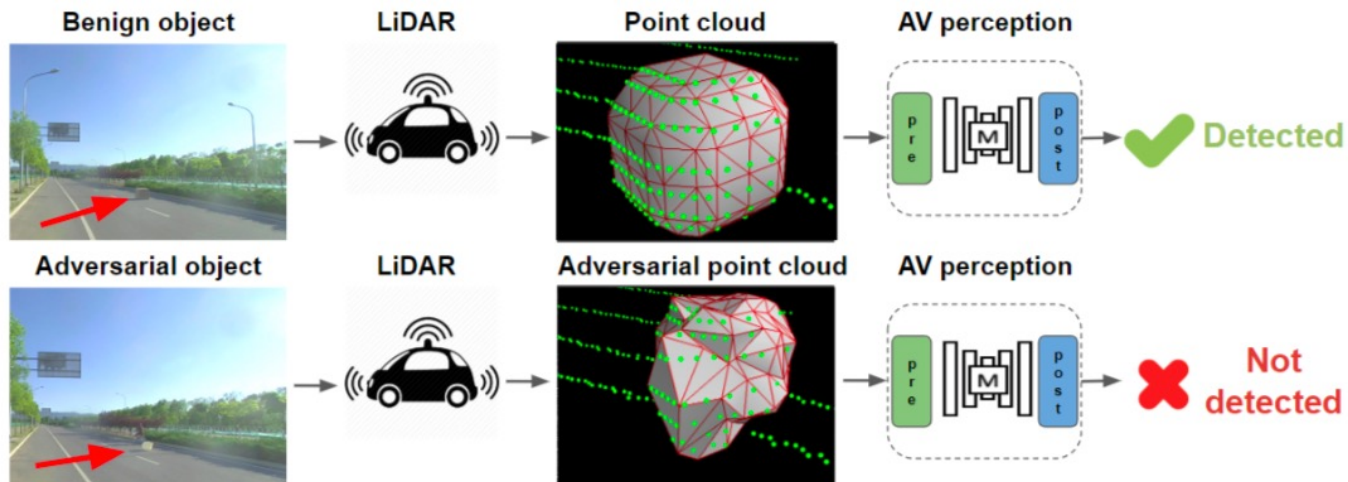 Benign object
LiDAR
Point cloud
AV perception
pre
M
post
Detected
Adversarial object
LiDAR
Adversarial point cloud
AV perception
pre
M
post
Not
detected